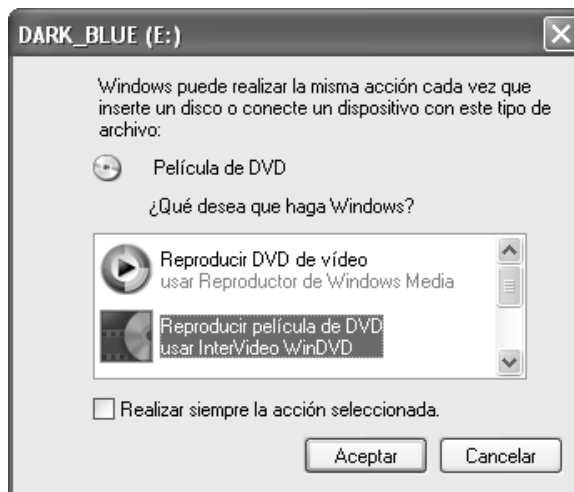 DARK_BLUE (E:)
Windows puede realizar la misma acción cada vez que
inserte un disco o conecte un dispositivo con este tipo de
archivo:
Película de DVD
¿Qué desea que haga Windows?
Reproducir DVD de vídeo
usar Reproductor de Windows Media
Reproducir película de DVD
usar InterVideo WinDVD
Realizar siempre la acción seleccionada.
Aceptar
Cancelar